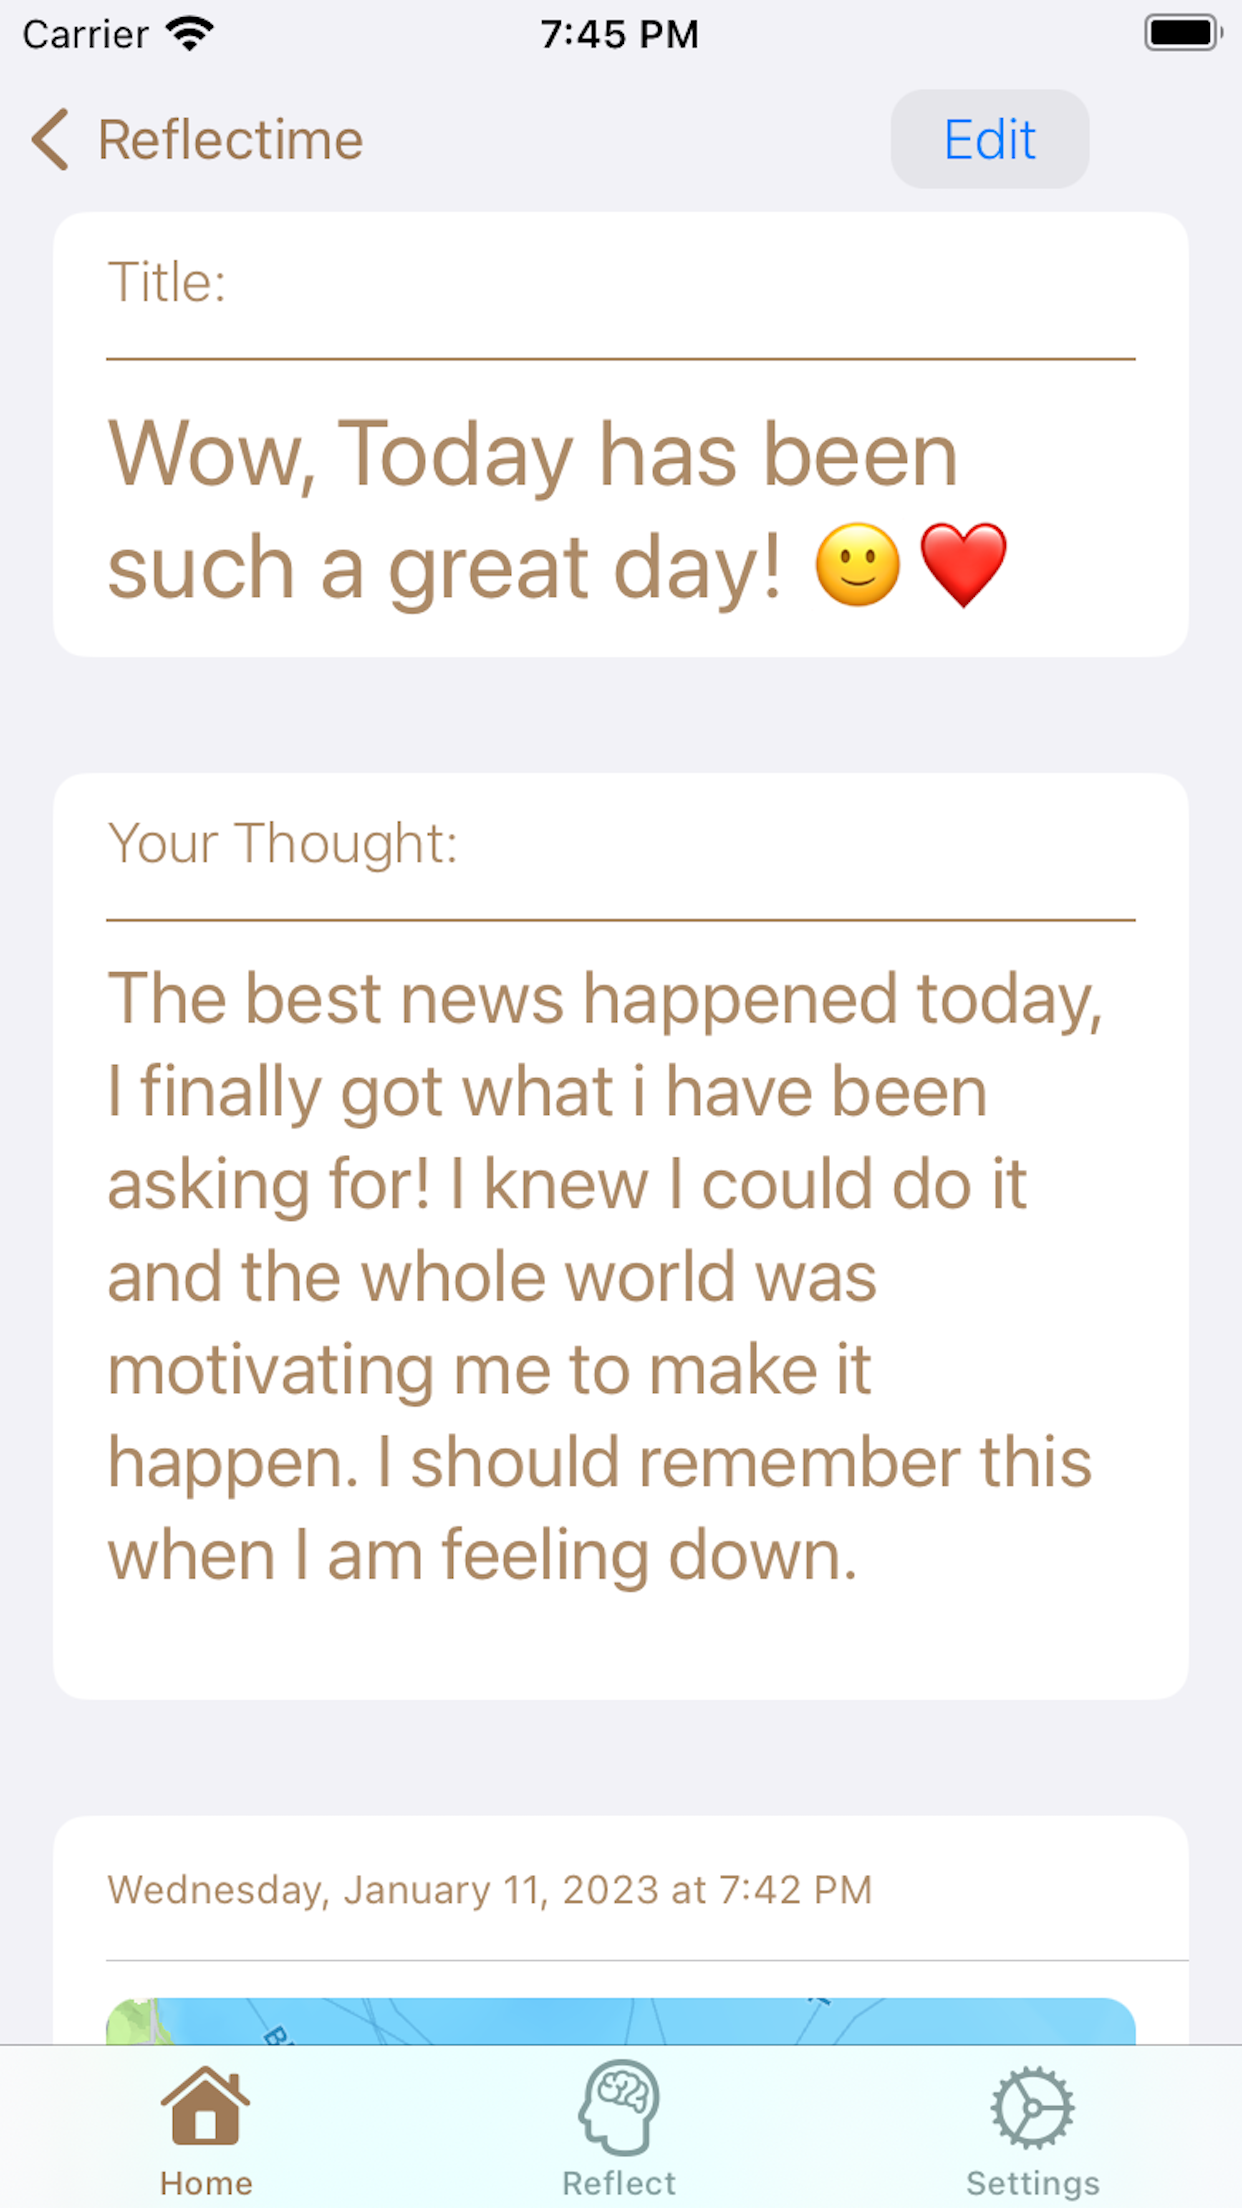 Carrier 7:45 PM
Reflectime Edit
Title:
Wow, Today has been
such a great day! 🙂❤️
Your Thought:
The best news happened today,
I finally got what i have been
asking for! I knew I could do it
and the whole world was
motivating me to make it
happen. I should remember this
when I am feeling down.
Wednesday, January 11, 2023 at 7:42 PM
Home Reflect Settings